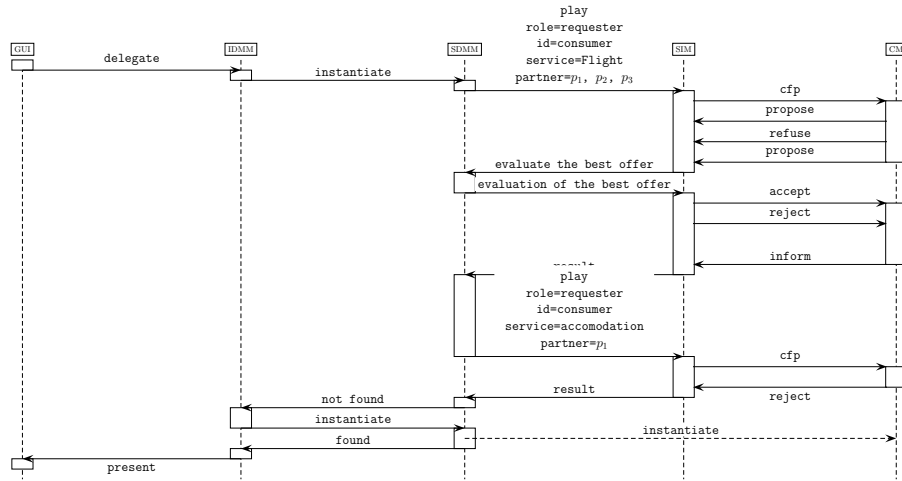 play
role=requester
id=consumer
service=Flight
partner=p1, p2, p3
GUI
IDMM
SDMM
SIM
CM
delegate
instantiate
cfp
propose
refuse
propose
evaluate the best offer
evaluation of the best offer
accept
reject
inform
result
play
role=requester
id=consumer
service=accomodation
partner=p1
cfp
result
reject
not found
instantiate
instantiate
found
present